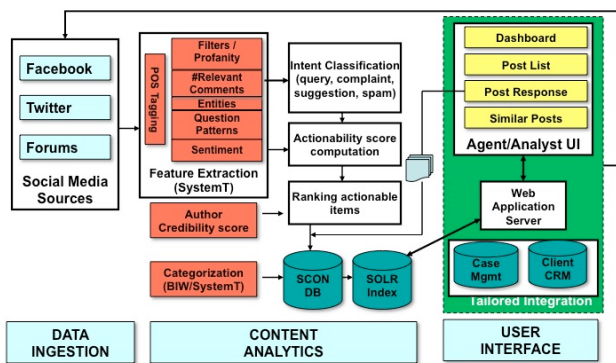 Facebook
Twitter
Forums
Social Media
Sources
POS Tagging
Filters /
Profanity
#Relevant
Comments
Entities
Question
Patterns
Sentiment
Feature Extraction
(SystemT)
Intent Classification
(query, complaint,
suggestion, spam)
Actionability score
computation
Ranking actionable
items
Author
Credibility score
Categorization
(BIW/SystemT)
SCON
DB
SOLR
Index
Dashboard
Post List
Post Response
Similar Posts
Agent/Analyst UI
Web
Application
Server
Case
Mgmt
Client
CRM
Tailored Integration
DATA
INGESTION
CONTENT
ANALYTICS
USER
INTERFACE